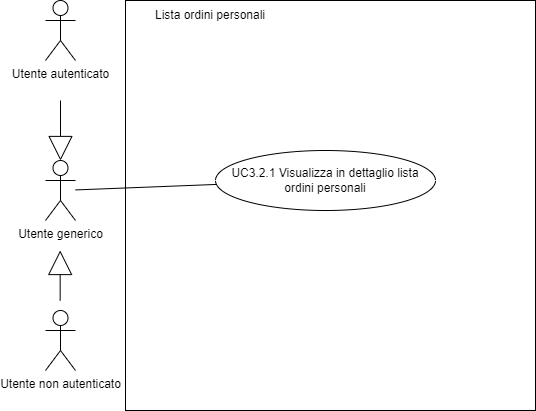 Lista ordini personali
Utente autenticato
UC3.2.1 Visualizza in dettaglio lista
ordini personali
Utente generico
Utente non autenticato